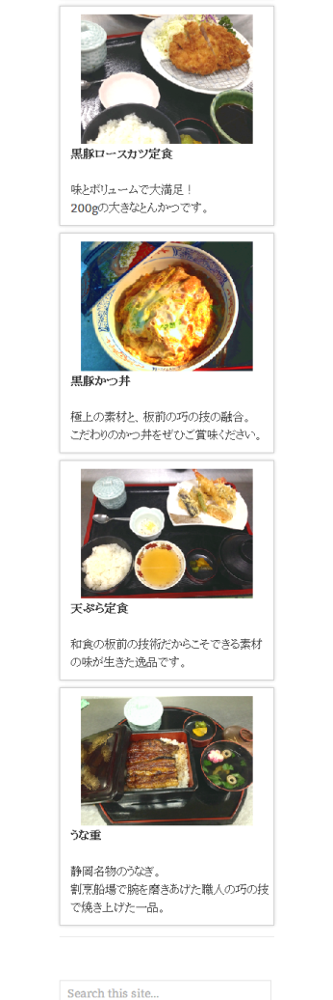 黒豚ロースカツ定食
味とボリュームで大満足！
200gの大きなとんかつです。
黒豚かつ丼
極上の素材と、板前の巧の技の融合。
こだわりのかつ丼をぜひご賞味ください。
天ぷら定食
和食の板前の技術だからこそできる素材
の味が生きた逸品です。
うな重
静岡名物のうなぎ。
割烹船場で腕を磨きあげた職人の巧の技
で焼き上げた一品。
Search this site...